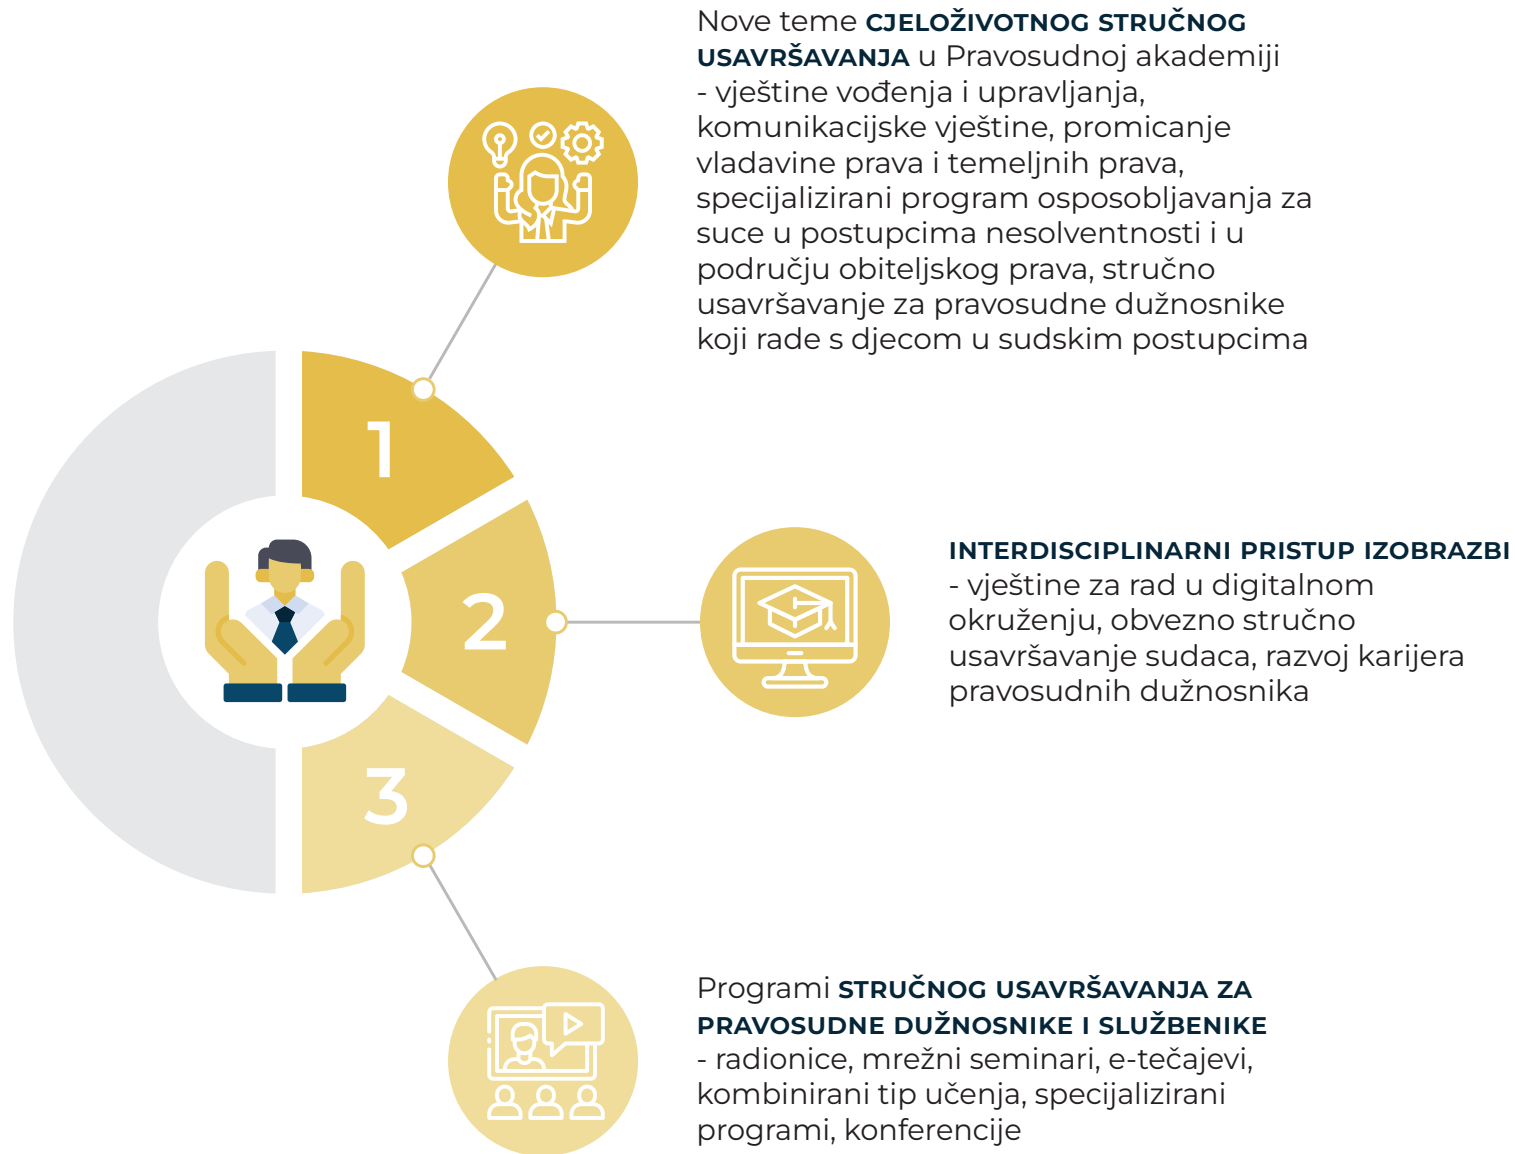 Nove teme CJELOŽIVOTNOG STRUČNOG
USAVRŠAVANJA u Pravosudnoj akademiji
- vještine vođenja i upravljanja,
komunikacijske vještine, promicanje
vladavine prava i temeljnih prava,
specijalizirani program osposobljavanja za
suce u postupcima nesolventnosti i u
području obiteljskog prava, stručno
usavršavanje za pravosudne dužnosnike
koji rade s djecom u sudskim postupcima
1
2
INTERDISCIPLINARNI PRISTUP IZOBRAZBI
- vještine za rad u digitalnom
okruženju, obvezno stručno
usavršavanje sudaca, razvoj karijera
pravosudnih dužnosnika
3
Programi STRUČNOG USAVRŠAVANJA ZA
PRAVOSUDNE DUŽNOSNIKE I SLUŽBENIKE
- radionice, mrežni seminari, e-tečajevi,
kombinirani tip učenja, specijalizirani
programi, konferencije